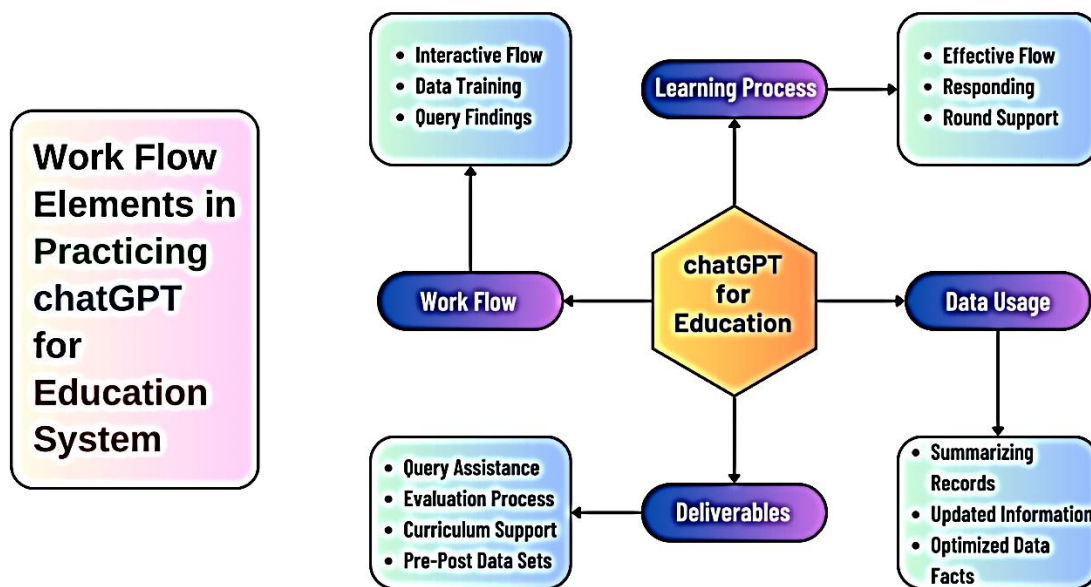 Work Flow
Elements in
Practicing
chatGPT
for
Education
System
• Interactive Flow
• Data Training
• Query Findings
Learning Process
• Effective Flow
• Responding
• Round Support
Work Flow
chatGPT
for
Education
Data Usage
• Query Assistance
• Evaluation Process
• Curriculum Support
• Pre-Post Data Sets
Deliverables
• Summarizing
Records
• Updated Information
• Optimized Data
Facts